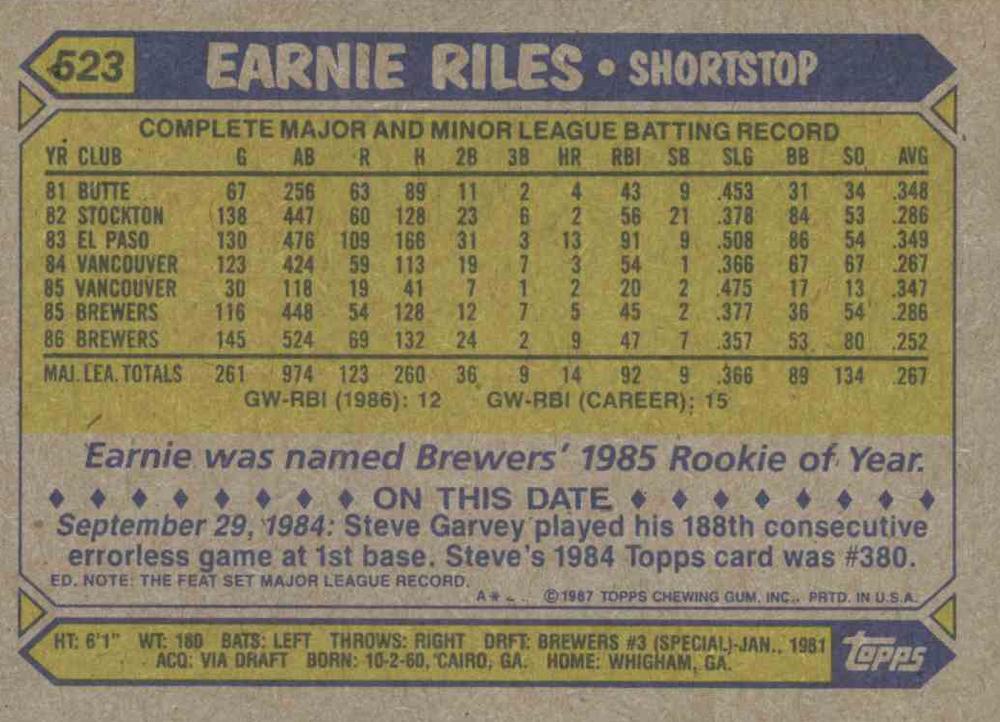 523 EARNIE RILES • SHORTSTOP
COMPLETE MAJOR AND MINOR LEAGUE BATTING RECORD
YR CLUB G AB R H 2B 3B HR RBI SB SLG BB SO AVG
81 BUTTE 67 256 63 89 11 2 4 43 9 .453 31 34 .348
82 STOCKTON 138 447 60 128 23 6 2 56 21 .378 84 53 .286
83 EL PASO 130 476 109 166 31 3 13 91 9 .508 86 54 .349
84 VANCOUVER 123 424 59 113 19 7 3 54 1 .366 67 67 .267
85 VANCOUVER 30 118 19 41 7 1 2 20 2 .475 17 13 .347
85 BREWERS 116 448 54 128 12 7 5 45 2 .377 36 54 .286
86 BREWERS 145 524 69 132 24 2 9 47 7 .357 53 80 .252
MAJ. LEA. TOTALS 261 974 123 260 36 9 14 92 9 .366 89 134 .267
GW-RBI (1986): 12 GW-RBI (CAREER): 15
Earnie was named Brewers' 1985 Rookie of Year.
ON THIS DATE
September 29, 1984: Steve Garvey played his 188th consecutive
errorless game at 1st base. Steve's 1984 Topps card was #380.
ED. NOTE: THE FEAT SET MAJOR LEAGUE RECORD.
A* ©1987 TOPPS CHEWING GUM, INC., PRTD. IN U.S.A.
HT: 6'1" WT: 180 BATS: LEFT THROWS: RIGHT DRFT: BREWERS #3 (SPECIAL)-JAN., 1981
ACQ: VIA DRAFT BORN: 10-2-60, CAIRO, GA. HOME: WHIGHAM, GA.
topps